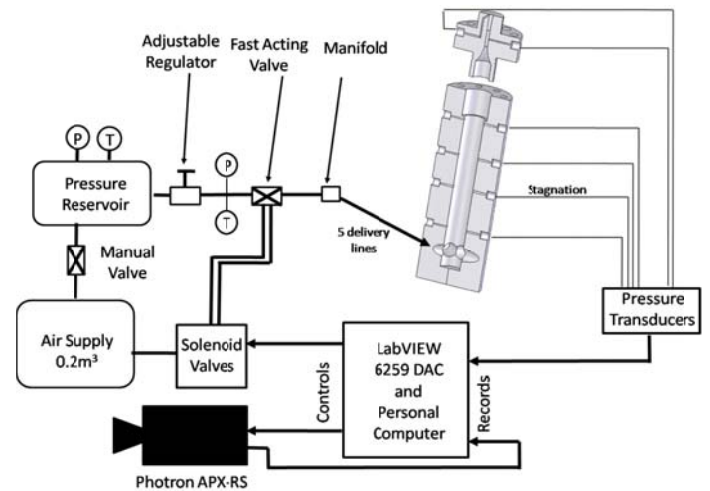 Adjustable
Regulator
Fast Acting
Valve
Manifold
P
T
P
T
Pressure
Reservoir
Stagnation
5 delivery
lines
Manual
Valve
Air Supply
0.2m³
Solenoid
Valves
Pressure
Transducers
LabVIEW
6259 DAC
and
Personal
Computer
Controls
Records
Photron APX-RS